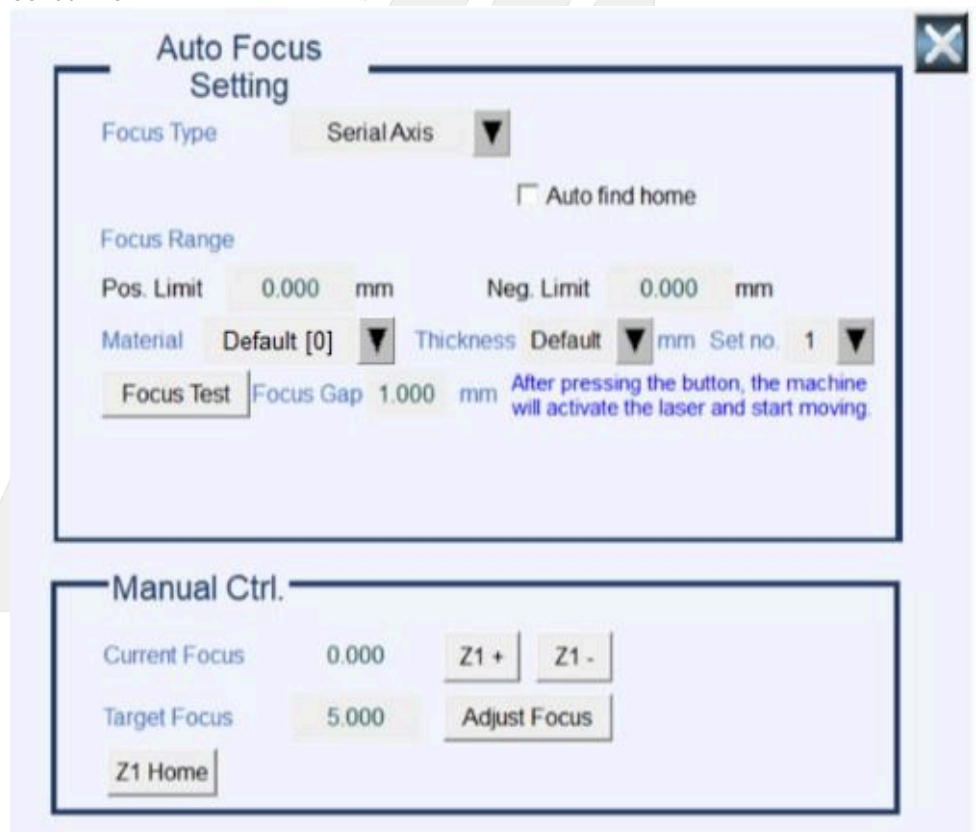 Auto Focus
Setting
Focus Type Serial Axis
Auto find home
Focus Range
Pos. Limit 0.000 mm Neg. Limit 0.000 mm
Material Default [0] Thickness Default mm Set no. 1
Focus Test Focus Gap 1.000 mm After pressing the button, the machine
will activate the laser and start moving.
Manual Ctrl.
Current Focus 0.000 Z1 + Z1 -
Target Focus 5.000 Adjust Focus
Z1 Home